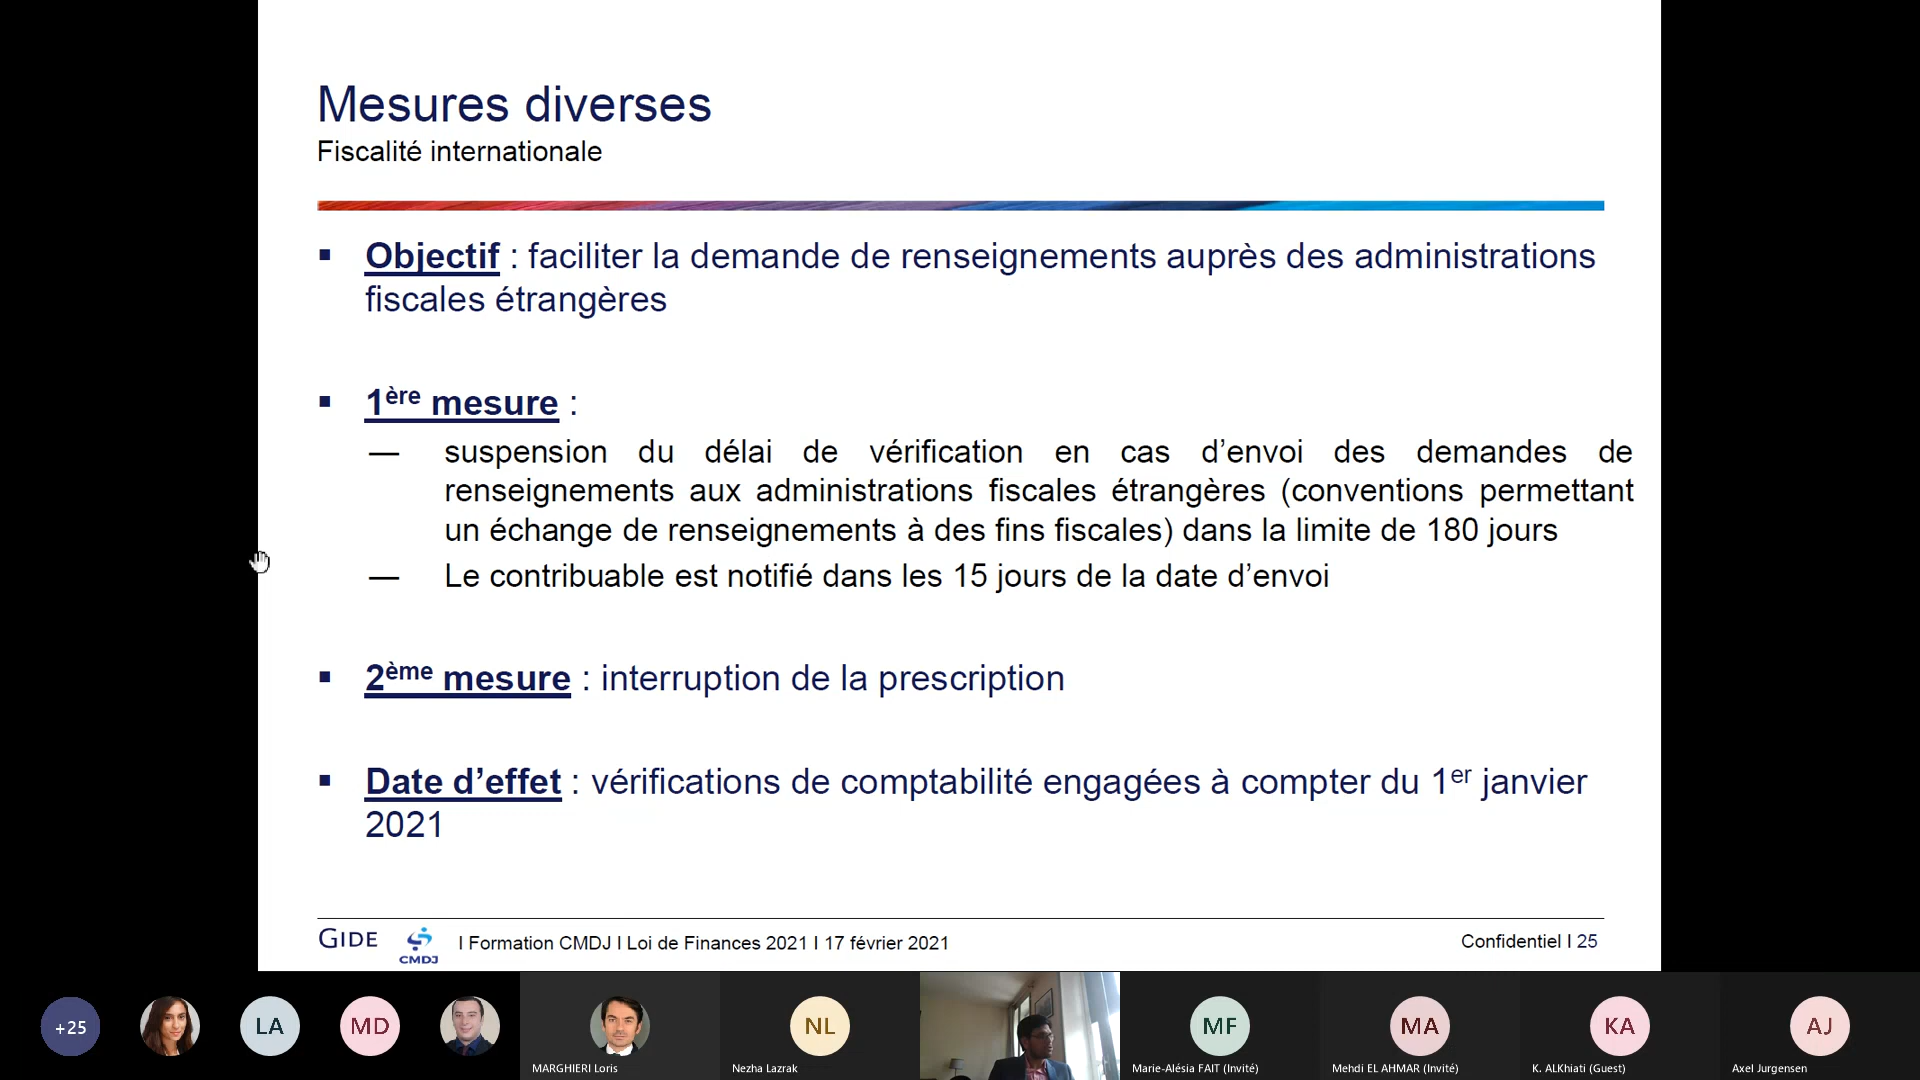 Mesures diverses
Fiscalité internationale
▪ Objectif : faciliter la demande de renseignements auprès des administrations
fiscales étrangères
▪ 1ère mesure :
— suspension du délai de vérification en cas d’envoi des demandes de
renseignements aux administrations fiscales étrangères (conventions permettant
un échange de renseignements à des fins fiscales) dans la limite de 180 jours
— Le contribuable est notifié dans les 15 jours de la date d’envoi
▪ 2ème mesure : interruption de la prescription
▪ Date d’effet : vérifications de comptabilité engagées à compter du 1er janvier
2021
GIDE
CMDJ
I Formation CMDJ I Loi de Finances 2021 I 17 février 2021
Confidentiel I 25
+25
LA
MD
MARGHIERI Loris
NL
Nezha Lazrak
MF
Marie-Alésia FAIT (Invité)
MA
Mehdi EL AHMAR (Invité)
KA
K. ALKhiati (Guest)
AJ
Axel Jurgensen